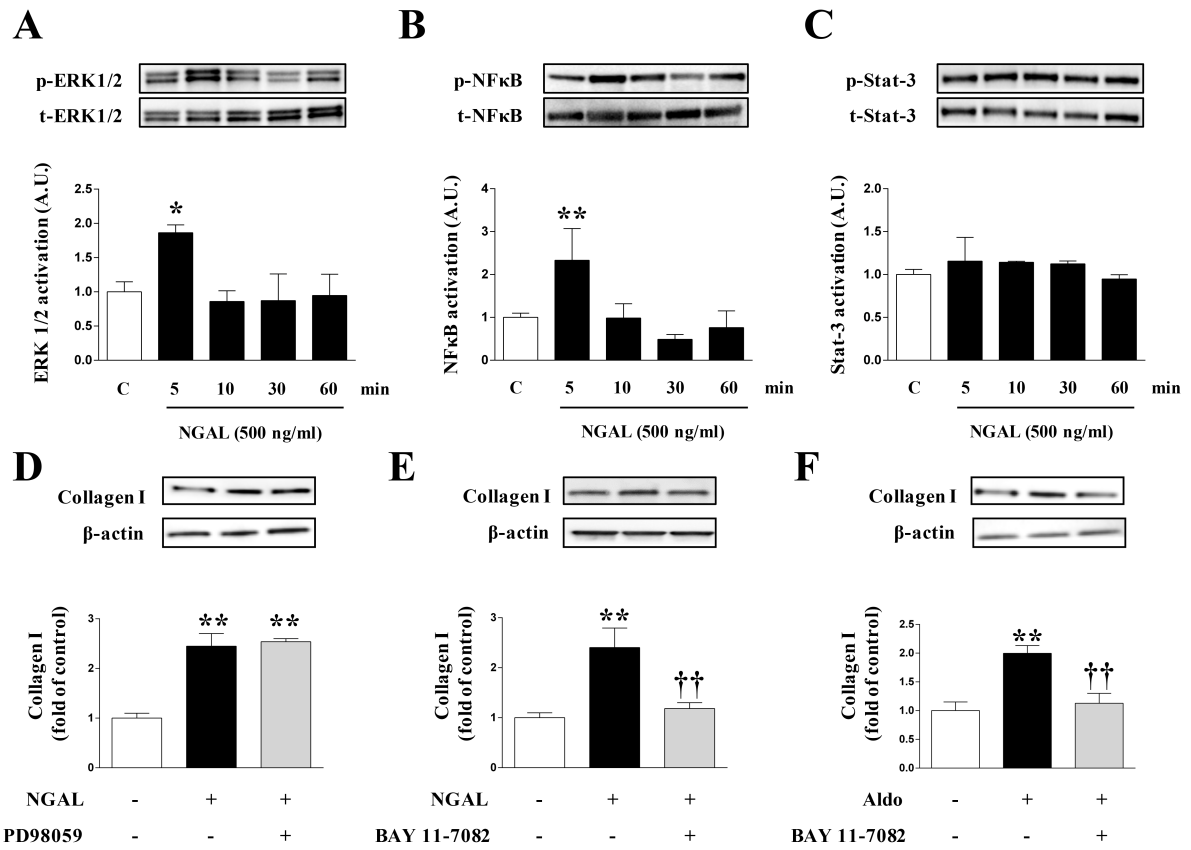 A
p-ERK1/2
t-ERK1/2
ERK 1/2 activation (A.U.)
2.5
2.0
1.5
1.0
0.5
0.0
*
C 5 10 30 60 min
NGAL (500 ng/ml)
B
p-NFκB
t-NFκB
NFκB activation (A.U.)
4
3
2
1
0
**
C 5 10 30 60 min
NGAL (500 ng/ml)
C
p-Stat-3
t-Stat-3
Stat-3 activation (A.U.)
2.0
1.5
1.0
0.5
0.0
C 5 10 30 60 min
NGAL (500 ng/ml)
D
Collagen I
β-actin
Collagen I
(fold of control)
3
2
1
0
** **
NGAL - + +
PD98059 - - +
E
Collagen I
β-actin
Collagen I
(fold of control)
3
2
1
0
**
††
NGAL - + +
BAY 11-7082 - - +
F
Collagen I
β-actin
Collagen I
(fold of control)
2.5
2.0
1.5
1.0
0.5
0.0
**
††
Aldo - + +
BAY 11-7082 - - +